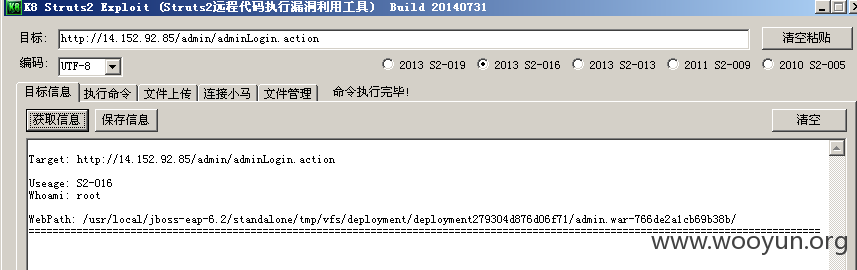 K8 Struts2 Exploit (Struts2远程代码执行漏洞利用工具) Build 20140731
目标: http://14.152.92.85/admin/adminLogin.action 清空粘贴
编码: UTF-8 2013 S2-019 2013 S2-016 2013 S2-013 2011 S2-009 2010 S2-005
目标信息 执行命令 文件上传 连接小马 文件管理 命令执行完毕!
获取信息 保存信息 清空
Target: http://14.152.92.85/admin/adminLogin.action
Useage: S2-016
Whoami: root
WebPath: /usr/local/jboss-eap-6.2/standalone/tmp/vfs/deployment/deployment279304d876d06f71/admin.war-766de2a1cb69b38b/
www.wooyun.org